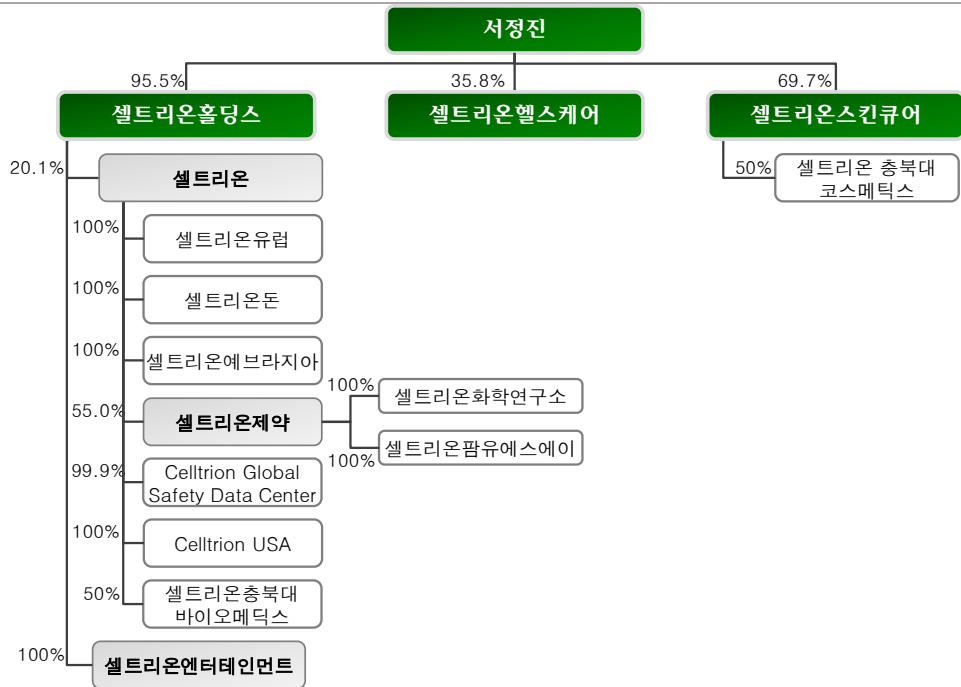 서정진
95.5%
35.8%
69.7%
셀트리온홀딩스
셀트리온헬스케어
셀트리온스킨큐어
20.1%
셀트리온
50%
셀트리온 충북대
코스메틱스
100%
셀트리온유럽
100%
셀트리온돈
100%
셀트리온예브라지아
55.0%
셀트리온제약
100%
셀트리온화학연구소
100%
셀트리온팜유에스에이
99.9%
Celltrion Global
Safety Data Center
100%
Celltrion USA
50%
셀트리온충북대
바이오메딕스
100%
셀트리온엔터테인먼트